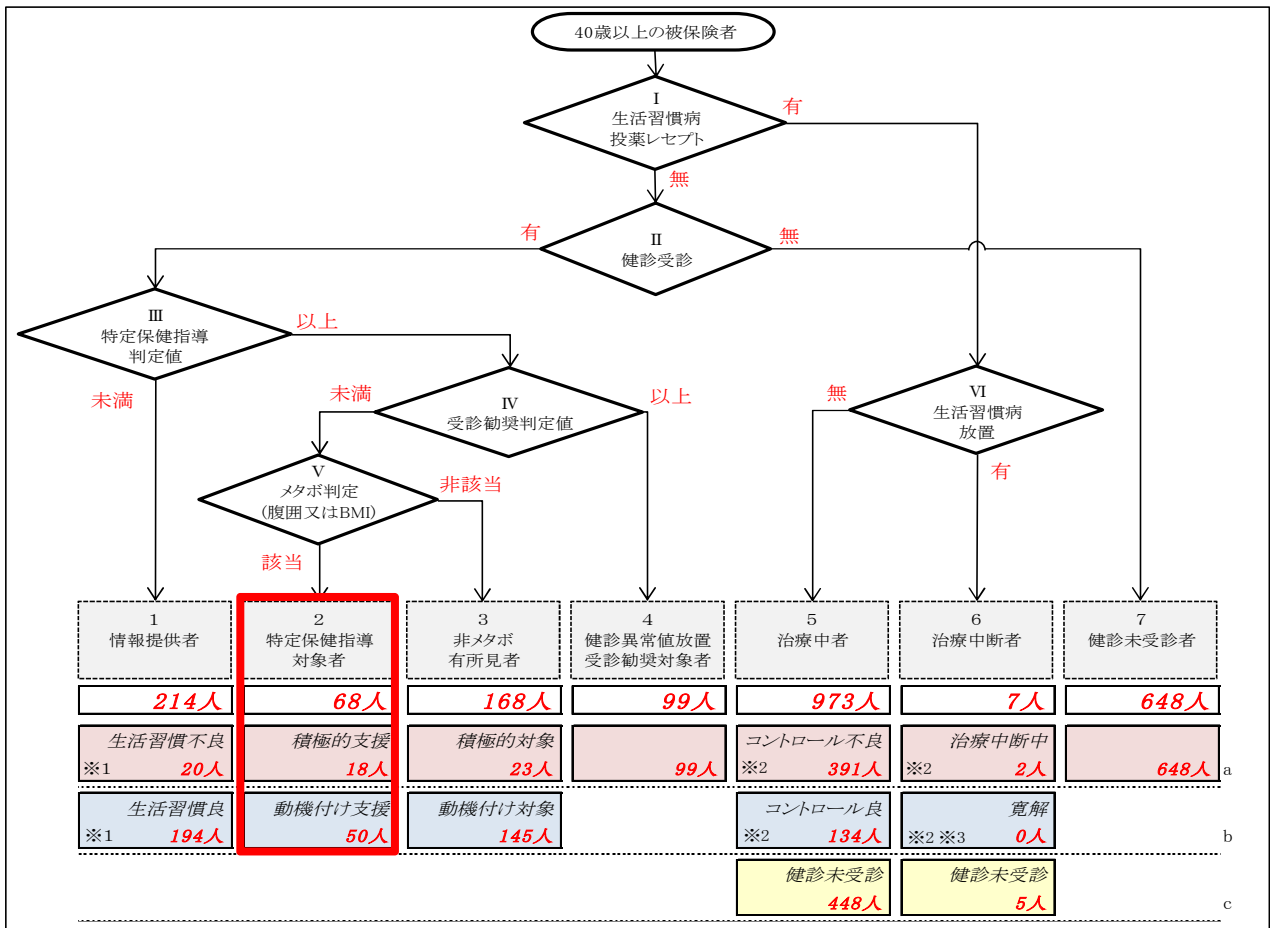 40歳以上の被保険者
Ⅰ
生活習慣病
投薬レセプト
有
無
Ⅱ
健診受診
有
無
Ⅲ
特定保健指導
判定値
以上
未満
Ⅳ
受診勧奨判定値
未満
以上
Ⅴ
メタボ判定
(腹囲又はBMI)
非該当
該当
Ⅵ
生活習慣病
放置
無
有
1
情報提供者
2
特定保健指導
対象者
3
非メタボ
有所見者
4
健診異常値放置
受診勧奨対象者
5
治療中者
6
治療中断者
7
健診未受診者
214人
68人
168人
99人
973人
7人
648人
生活習慣不良
※1 20人
積極的支援
18人
積極的対象
23人
99人
コントロール不良
※2 391人
治療中断中
※2 2人
648人
a
生活習慣良
※1 194人
動機付け支援
50人
動機付け対象
145人
コントロール良
※2 134人
寛解
※2 ※3 0人
b
健診未受診
448人
健診未受診
5人
c